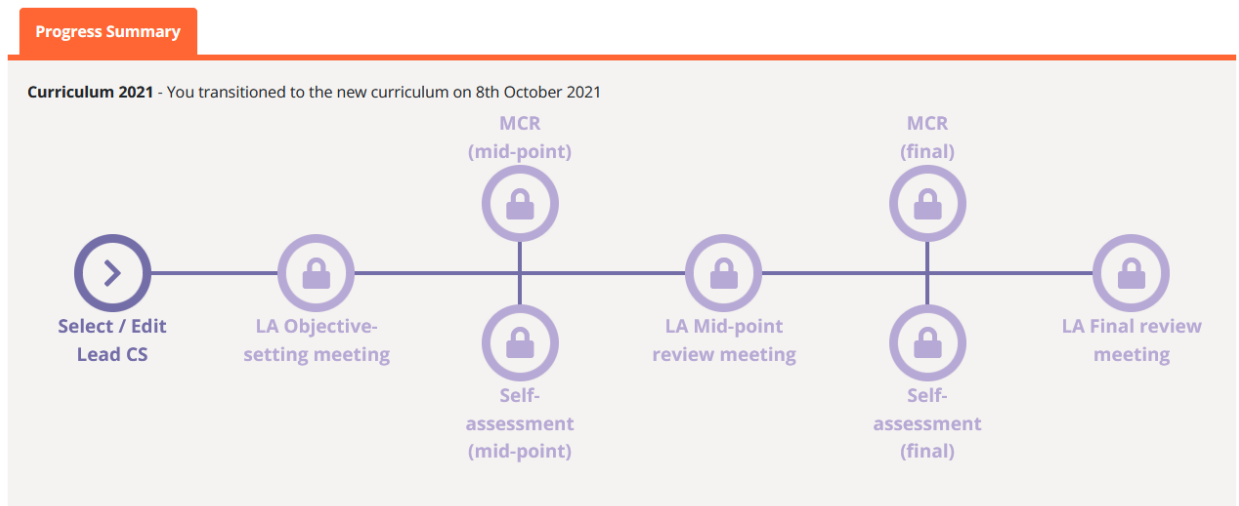 Progress Summary
Curriculum 2021 - You transitioned to the new curriculum on 8th October 2021
MCR
(mid-point)
MCR
(final)
Select / Edit
Lead CS
LA Objective-
setting meeting
Self-
assessment
(mid-point)
LA Mid-point
review meeting
Self-
assessment
(final)
LA Final review
meeting